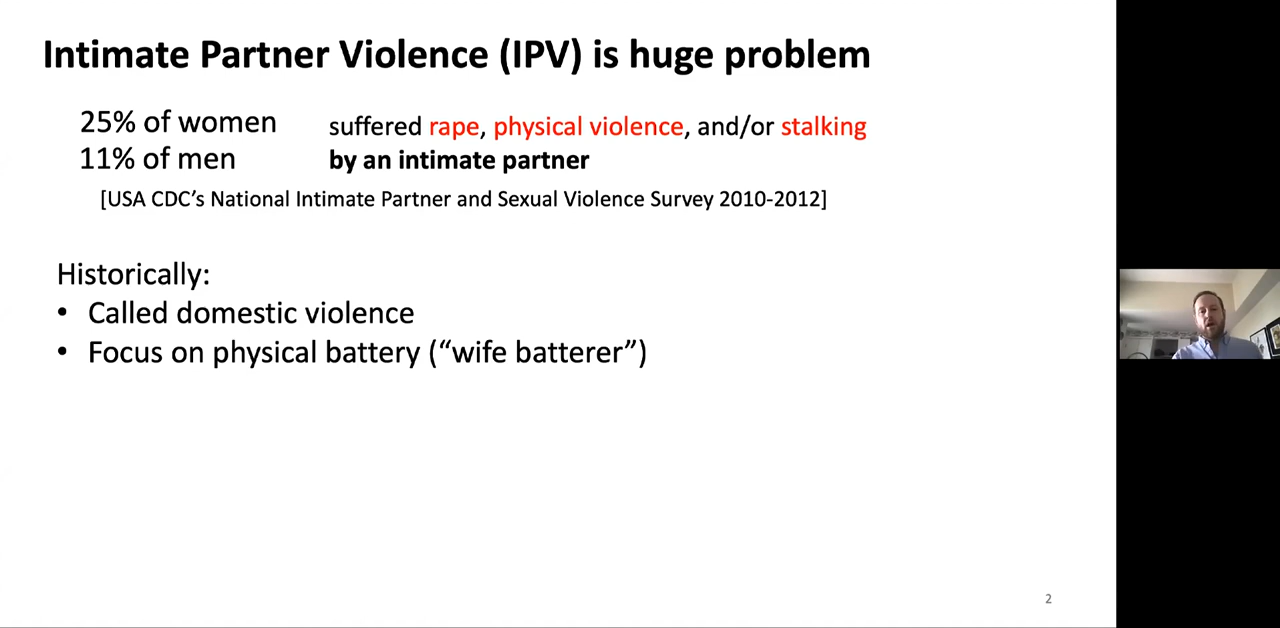 Intimate Partner Violence (IPV) is huge problem
25% of women
11% of men
suffered rape, physical violence, and/or stalking
by an intimate partner
[USA CDC’s National Intimate Partner and Sexual Violence Survey 2010-2012]
Historically:
• Called domestic violence
• Focus on physical battery (“wife batterer”)
2